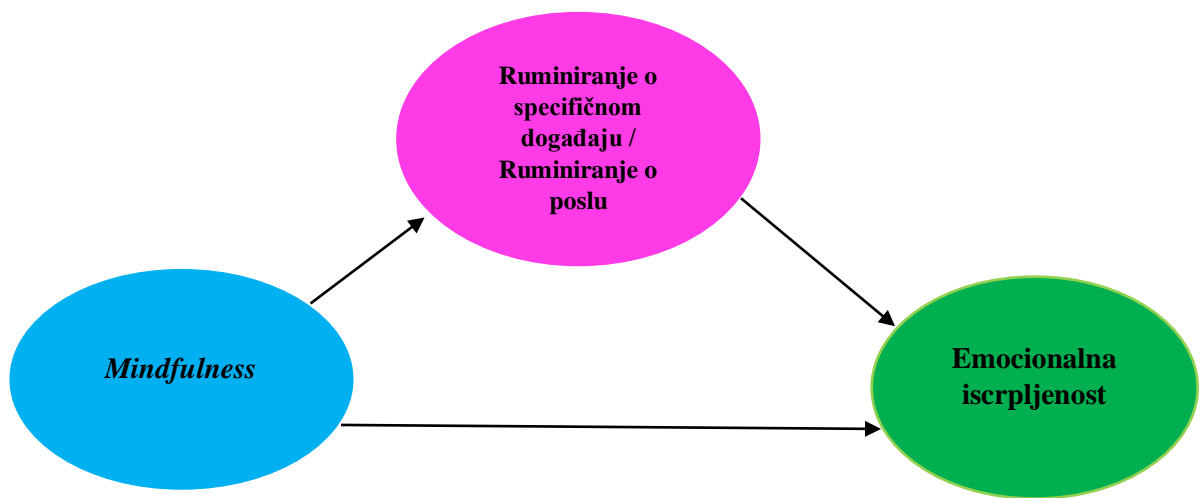 Ruminiranje o
specifičnom
događaju /
Ruminiranje o
poslu
Mindfulness
Emocionalna
iscrpljenost